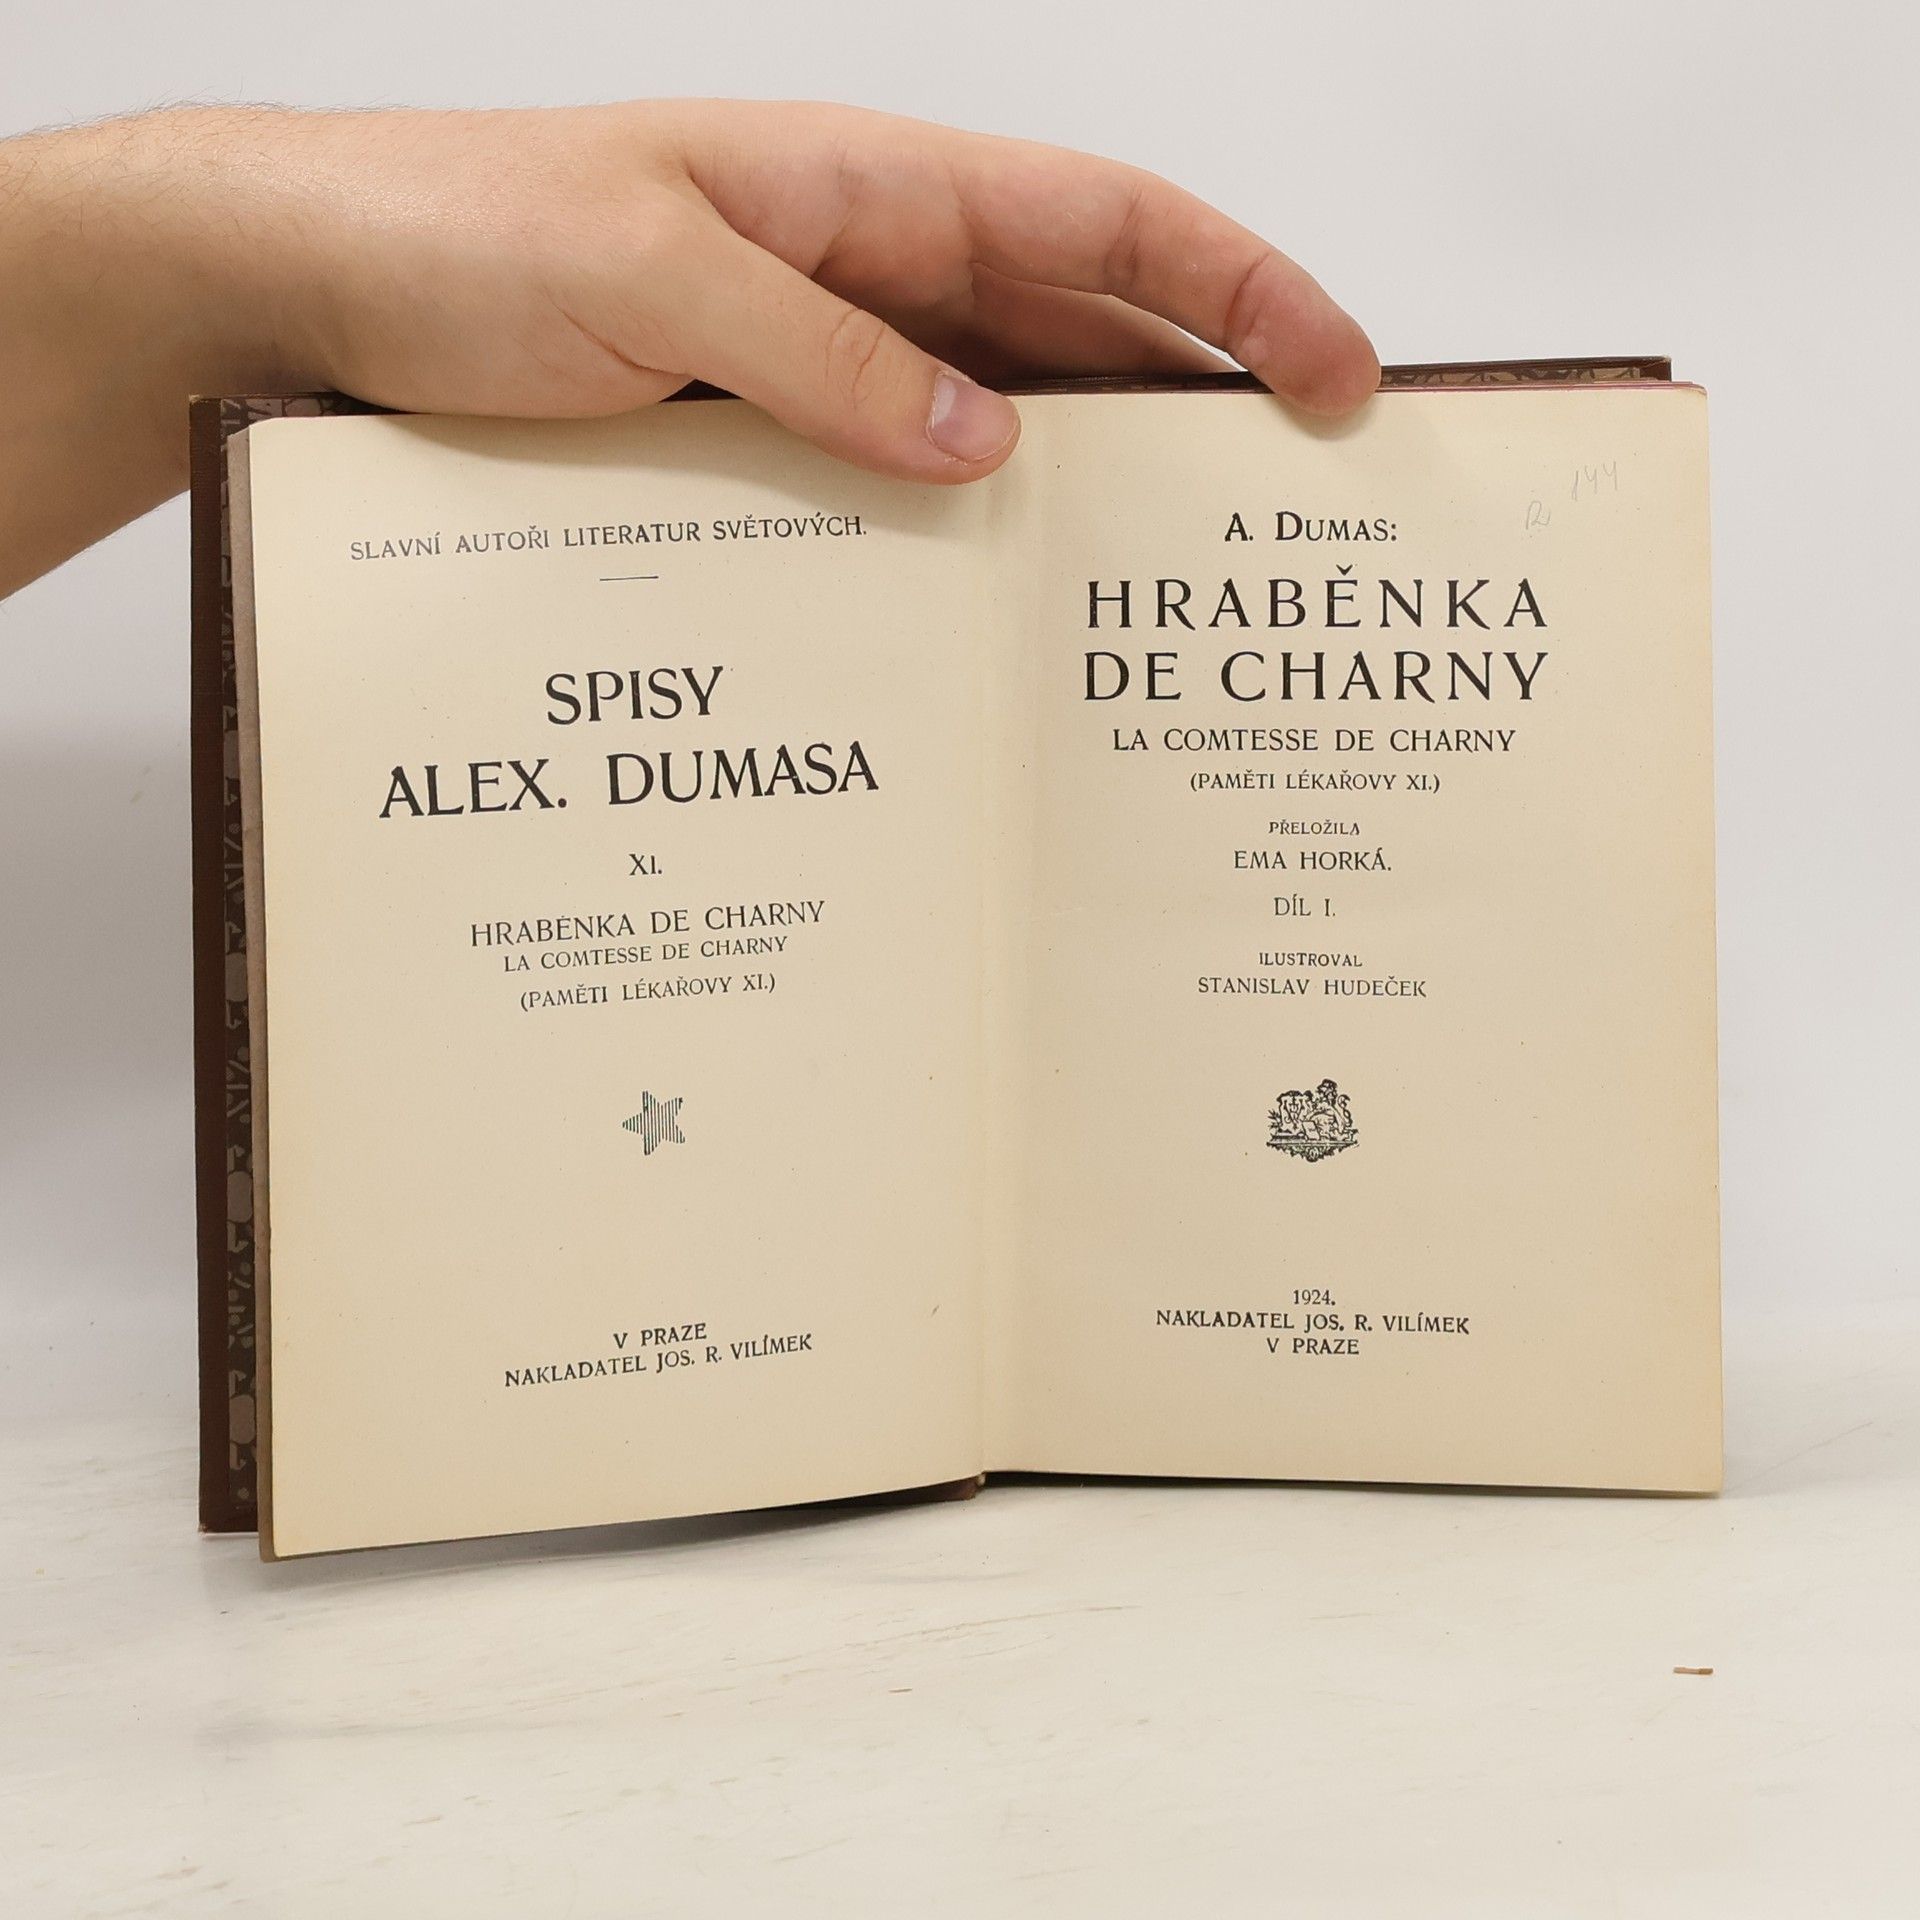 SLAVNÍ AUTOŘI LITERATUR SVĚTOVÝCH.
SPISY
ALEX. DUMASA
XI.
HRABĚNKA DE CHARNY
LA COMTESSE DE CHARNY
(PAMĚTI LÉKAŘOVY XI.)
V PRAZE
NAKLADATEL JOS. R. VILÍMEK
144
A. DUMAS:
HRABĚNKA
DE CHARNY
LA COMTESSE DE CHARNY
(PAMĚTI LÉKAŘOVY XI.)
PŘELOŽILA
EMA HORKÁ.
DÍL I.
ILUSTROVAL
STANISLAV HUDEČEK
1924.
NAKLADATEL JOS. R. VILÍMEK
V PRAZE